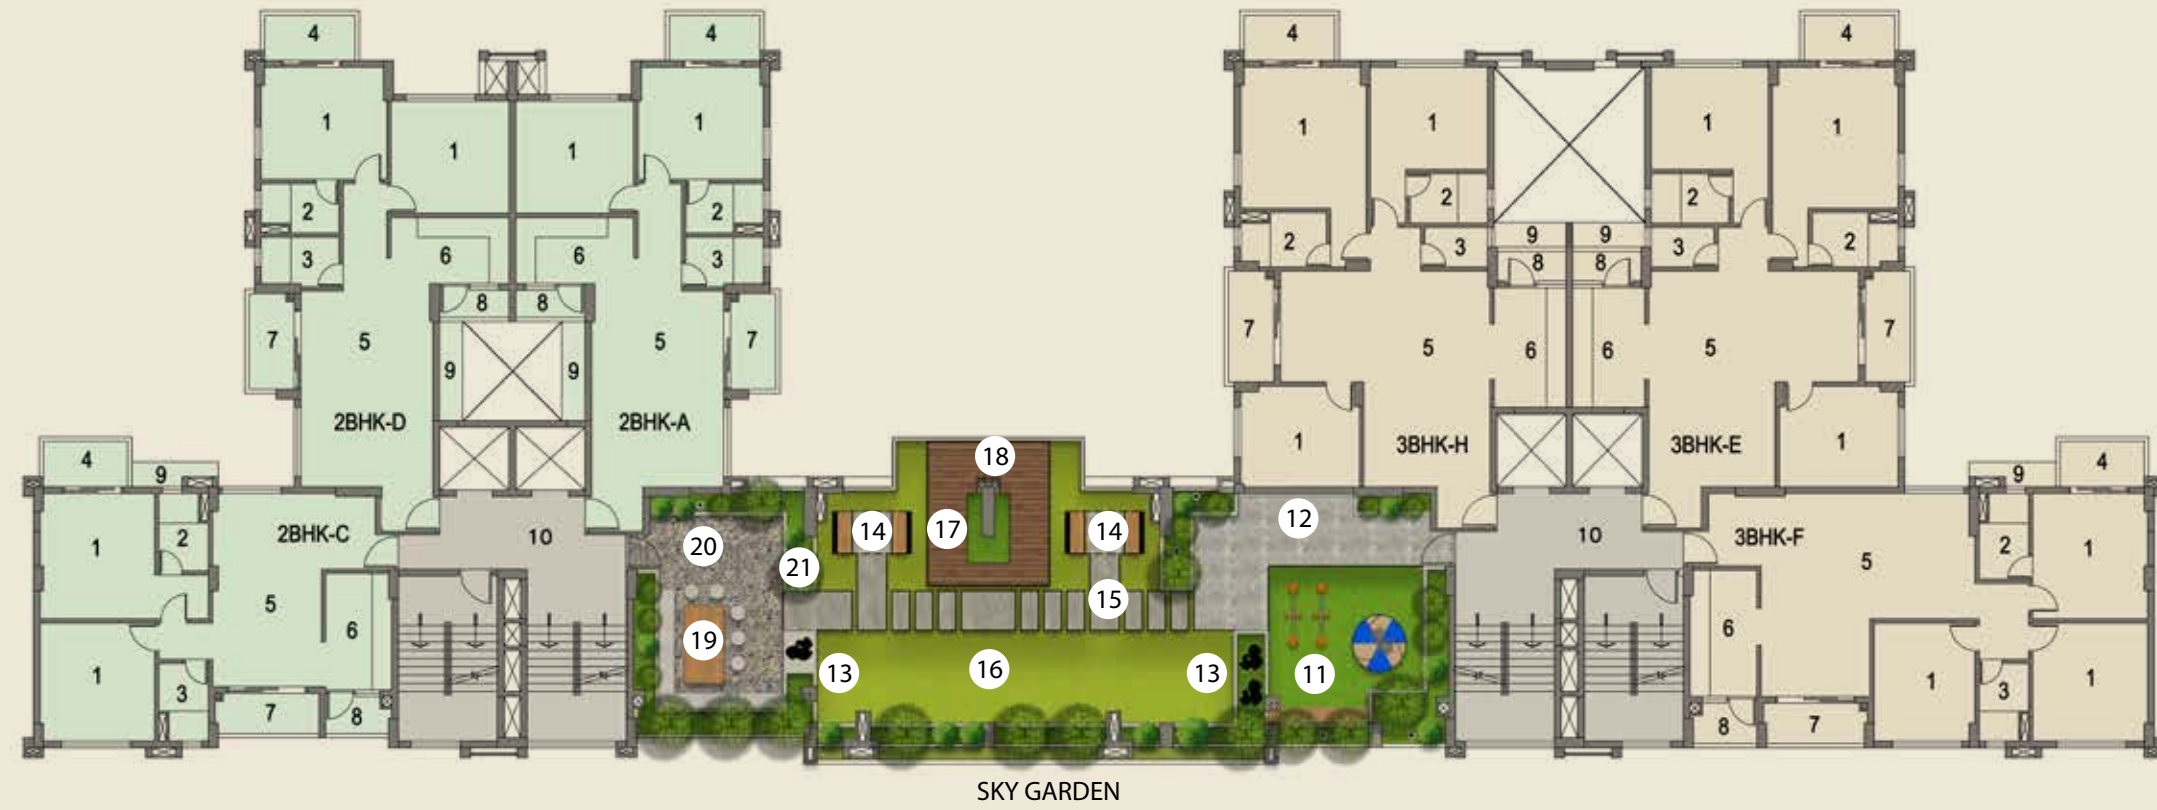 4 4 4 4
1 1 1 1 1 1 1 1
2 2 2 2
2 2
3 3 3 3
6 6 9 9
8 8 8 8
7 5 5 7 7 5 5 7
9 9 6 6
2BHK-D 2BHK-A 3BHK-H 3BHK-E
1 1
4 9 18 9 4
1 2 2BHK-C 10 20 14 17 14 12 10 3BHK-F 5 2 1
21
5 6 15 6
19
1 3 13 16 13 11 1 3 1
7 8 8 7
SKY GARDEN